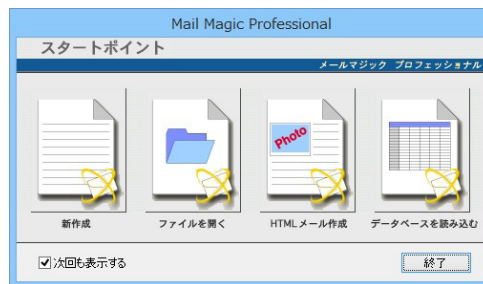 Mail Magic Professional
スタートポイント
メールマジック プロフェッショナル
Photo
新作成
ファイルを開く
HTMLメール作成
データベースを読み込む
次回も表示する
終了